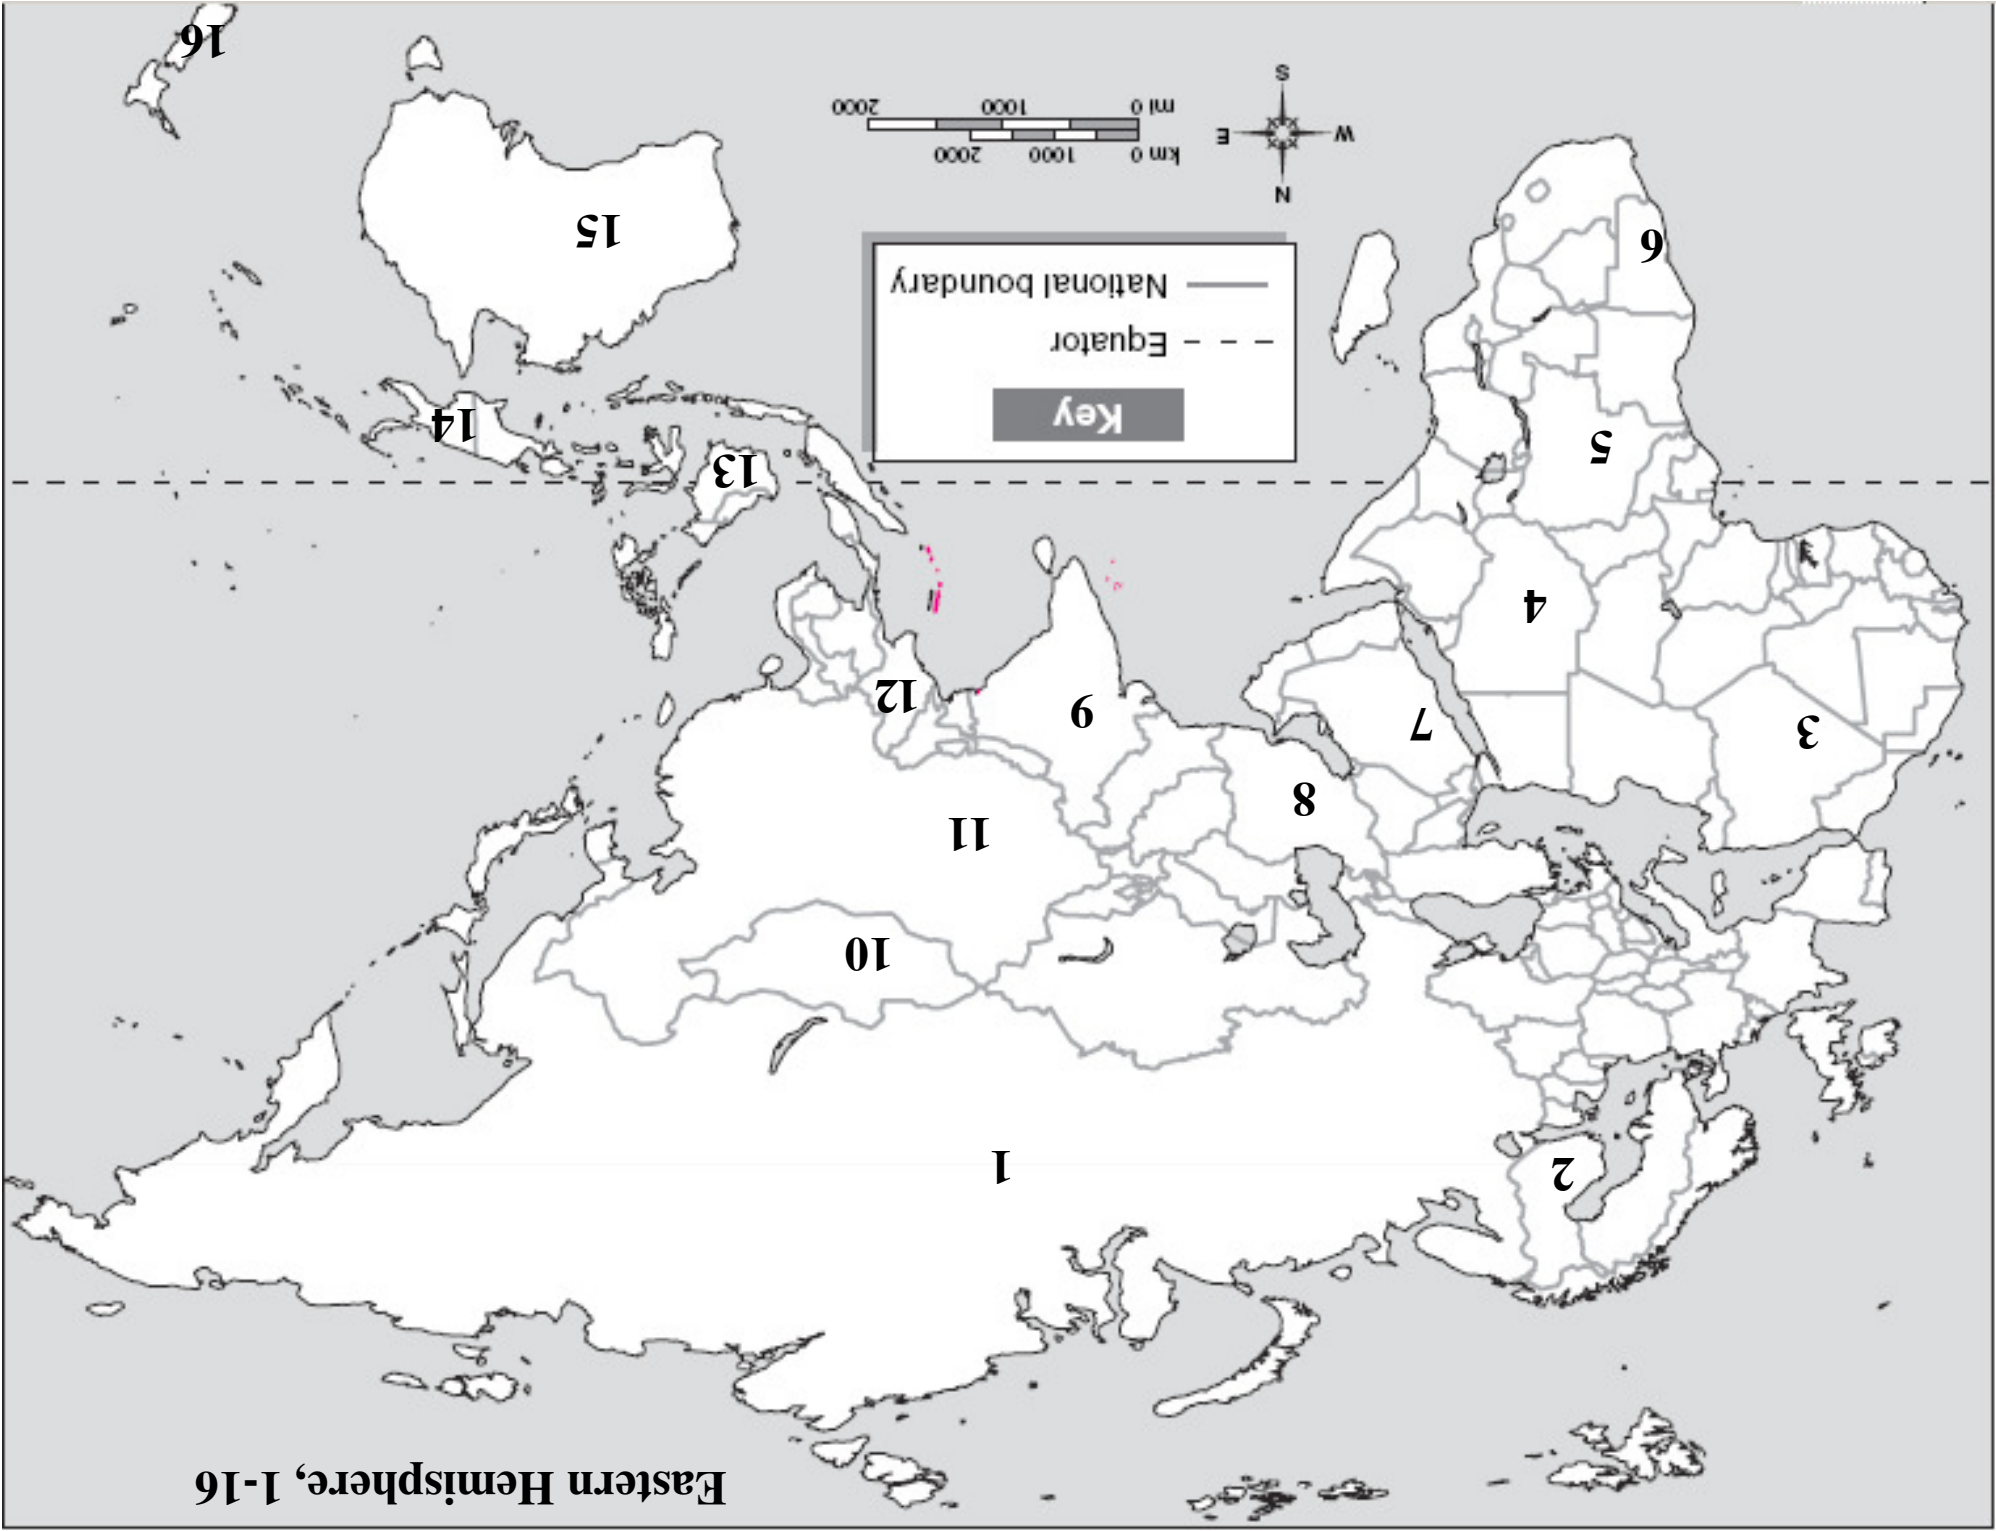 Eastern Hemisphere, 1-16
2
1
10
11
8
3
7
9
12
4
13
5
14
Key
Equator
National boundary
6
15
N
W E
S
km 0 1000 2000
mi 0 1000 2000
16